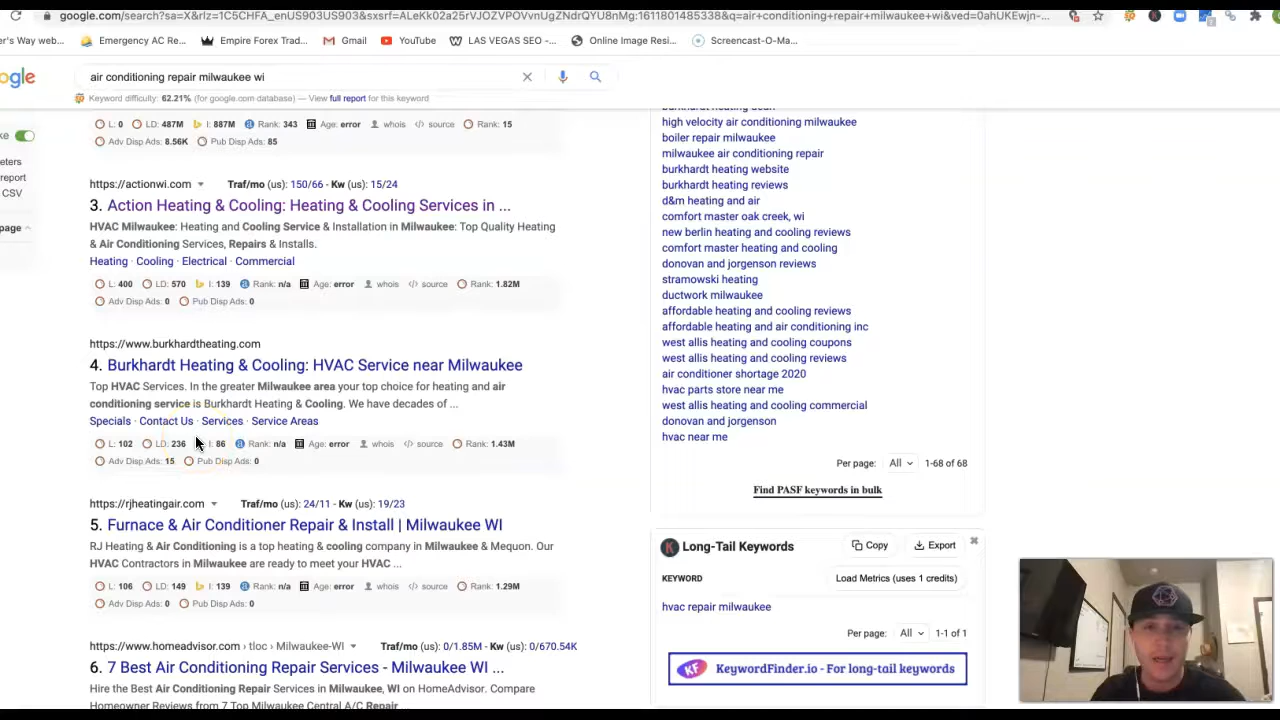 google.com/search?sa=X&rlz=1C5CHFA_enUS903US903&sxsrf=ALeKk02a25rVJOZVPOVvnUgZNdrQYU8nMg:1611801485338&q=air+conditioning+repair+milwaukee+wi&ved=0ahUKEwjn-...
er's Way web...
Emergency AC Re...
Empire Forex Trad...
Gmail
YouTube
LAS VEGAS SEO -...
Online Image Resi...
Screencast-O-Ma...
ogle
air conditioning repair milwaukee wi
Keyword difficulty: 62.21% (for google.com database) — View full report for this keyword
ke
eters
report
CSV
page
L: 0 LD: 487M I: 887M Rank: 343 Age: error whois source Rank: 15
Adv Disp Ads: 8.56K Pub Disp Ads: 85
https://actionwi.com Traf/mo (us): 150/66 - Kw (us): 15/24
3. Action Heating & Cooling: Heating & Cooling Services in ...
HVAC Milwaukee: Heating and Cooling Service & Installation in Milwaukee: Top Quality Heating
& Air Conditioning Services, Repairs & Installs.
Heating · Cooling · Electrical · Commercial
L: 400 LD: 570 I: 139 Rank: n/a Age: error whois </> source Rank: 1.82M
Adv Disp Ads: 0 Pub Disp Ads: 0
https://www.burkhardtheating.com
4. Burkhardt Heating & Cooling: HVAC Service near Milwaukee
Top HVAC Services. In the greater Milwaukee area your top choice for heating and air
conditioning service is Burkhardt Heating & Cooling. We have decades of ...
Specials · Contact Us · Services · Service Areas
L: 102 LD: 236 I: 86 Rank: n/a Age: error whois </> source Rank: 1.43M
Adv Disp Ads: 15 Pub Disp Ads: 0
https://rjheatingair.com Traf/mo (us): 24/11 - Kw (us): 19/23
5. Furnace & Air Conditioner Repair & Install | Milwaukee WI
RJ Heating & Air Conditioning is a top heating & cooling company in Milwaukee & Mequon. Our
HVAC Contractors in Milwaukee are ready to meet your HVAC ...
L: 106 LD: 149 I: 139 Rank: n/a Age: error whois </> source Rank: 1.29M
Adv Disp Ads: 0 Pub Disp Ads: 0
https://www.homeadvisor.com › tloc › Milwaukee-WI Traf/mo (us): 0/1.85M - Kw (us): 0/670.54K
6. 7 Best Air Conditioning Repair Services - Milwaukee WI ...
Hire the Best Air Conditioning Repair Services in Milwaukee, WI on HomeAdvisor. Compare
Homeowner Reviews from 7 Top Milwaukee Central A/C Repair
burkhardt heating
high velocity air conditioning milwaukee
boiler repair milwaukee
milwaukee air conditioning repair
burkhardt heating website
burkhardt heating reviews
d&m heating and air
comfort master oak creek, wi
new berlin heating and cooling reviews
comfort master heating and cooling
donovan and jorgenson reviews
stramowski heating
ductwork milwaukee
affordable heating and cooling reviews
affordable heating and air conditioning inc
west allis heating and cooling coupons
west allis heating and cooling reviews
air conditioner shortage 2020
hvac parts store near me
west allis heating and cooling commercial
donovan and jorgenson
hvac near me
Per page: All 1-68 of 68
Find PASF keywords in bulk
K Long-Tail Keywords Copy Export
KEYWORD Load Metrics (uses 1 credits)
hvac repair milwaukee
Per page: All 1-1 of 1
KF KeywordFinder.io - For long-tail keywords